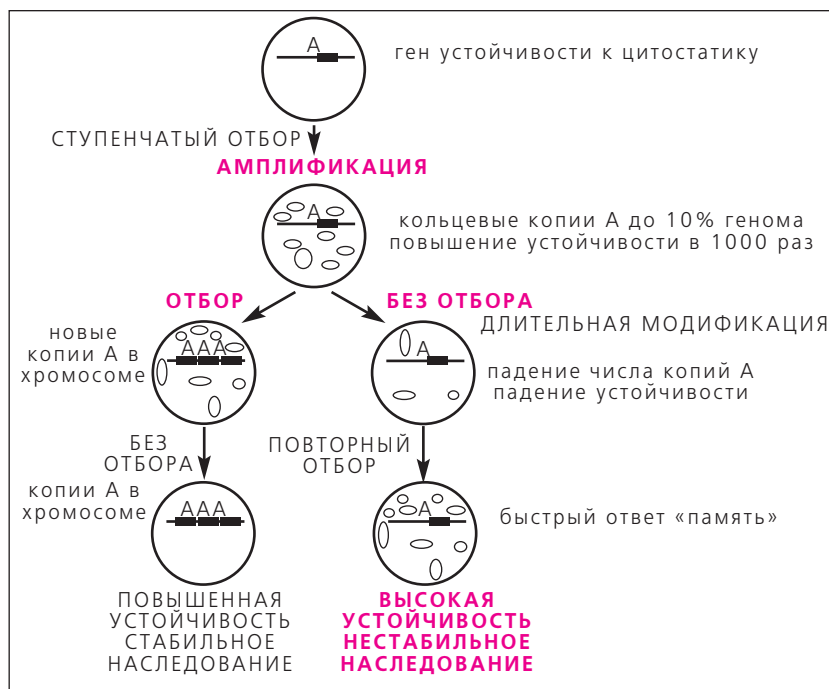 А
ген устойчивости к цитостатику
СТУПЕНЧАТЫЙ ОТБОР
АМПЛИФИКАЦИЯ
А
кольцевые копии А до 10% генома
повышение устойчивости в 1000 раз
ОТБОР
БЕЗ ОТБОРА
ДЛИТЕЛЬНАЯ МОДИФИКАЦИЯ
новые
копии А в
хромосоме
ААА
А
падение числа копий А
падение устойчивости
БЕЗ
ОТБОРА
ПОВТОРНЫЙ
ОТБОР
копии А в
хромосоме
ААА
А
быстрый ответ «память»
ПОВЫШЕННАЯ
УСТОЙЧИВОСТЬ
СТАБИЛЬНОЕ
НАСЛЕДОВАНИЕ
ВЫСОКАЯ
УСТОЙЧИВОСТЬ
НЕСТАБИЛЬНОЕ
НАСЛЕДОВАНИЕ